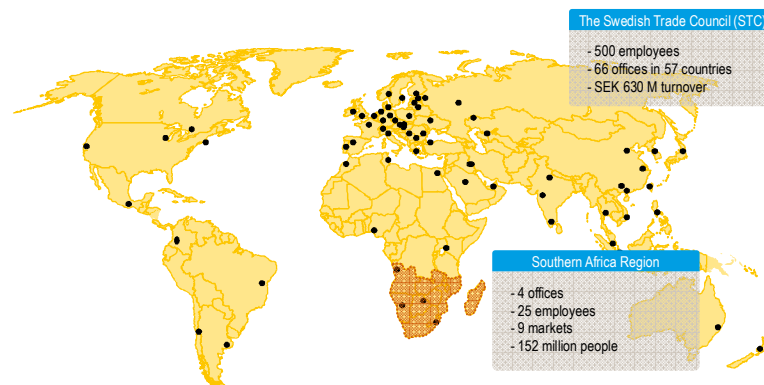 The Swedish Trade Council (STC)
- 500 employees
- 66 offices in 57 countries
- SEK 630 M turnover
Southern Africa Region
- 4 offices
- 25 employees
- 9 markets
- 152 million people